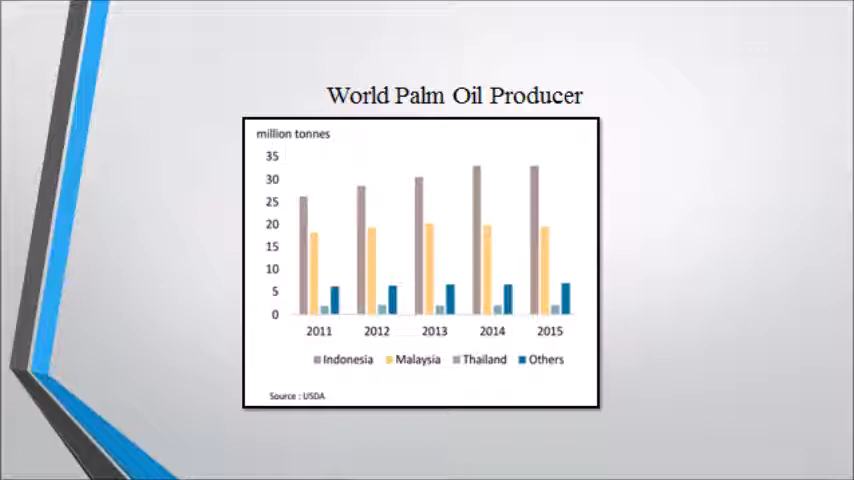 World Palm Oil Producer
million tonnes
35
30
25
20
15
10
5
0
2011 2012 2013 2014 2015
Indonesia Malaysia Thailand Others
Source : USDA